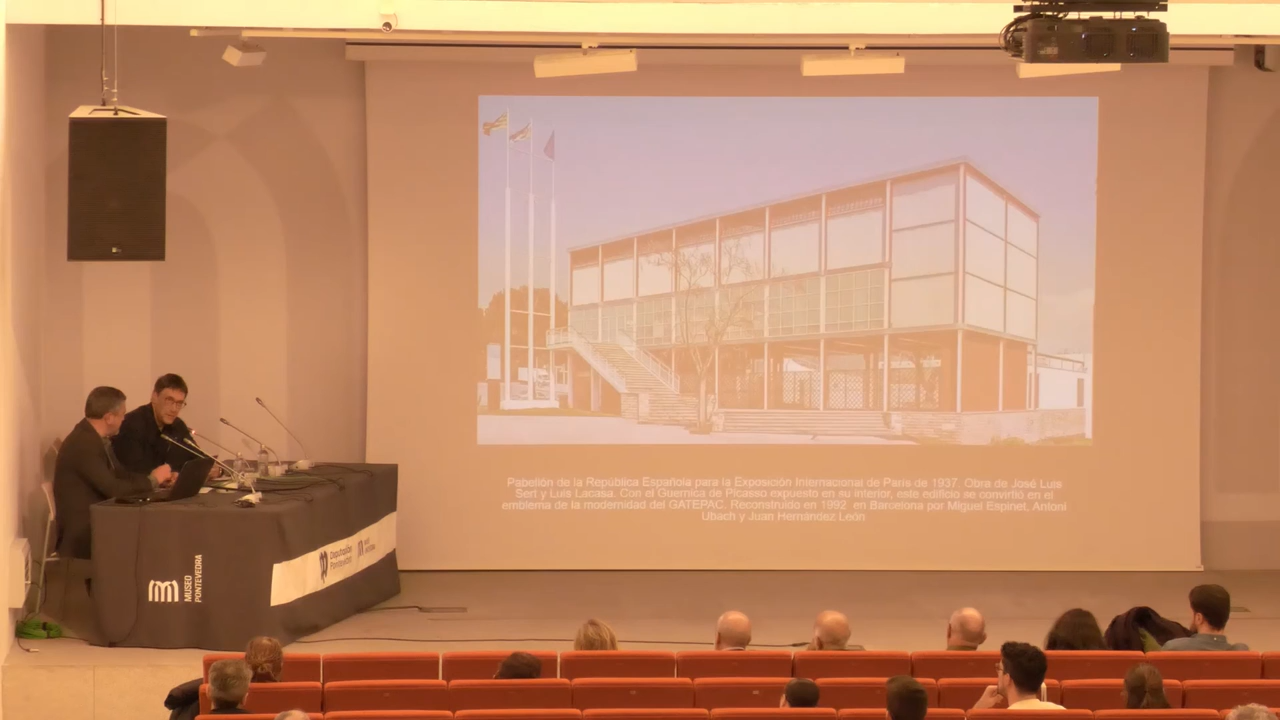 Pabellón de la República Española para la Exposición Internacional de París de 1937. Obra de José Luis
Sert y Luis Lacasa. Con el Guernica de Picasso expuesto en su interior, este edificio se convirtió en el
emblema de la modernidad del GATEPAC. Reconstruido en 1992 en Barcelona por Miguel Espinet, Antoni
Ubach y Juan Hernández León
MUSEO
PONTEVEDRA
Deputación
Pontevedra